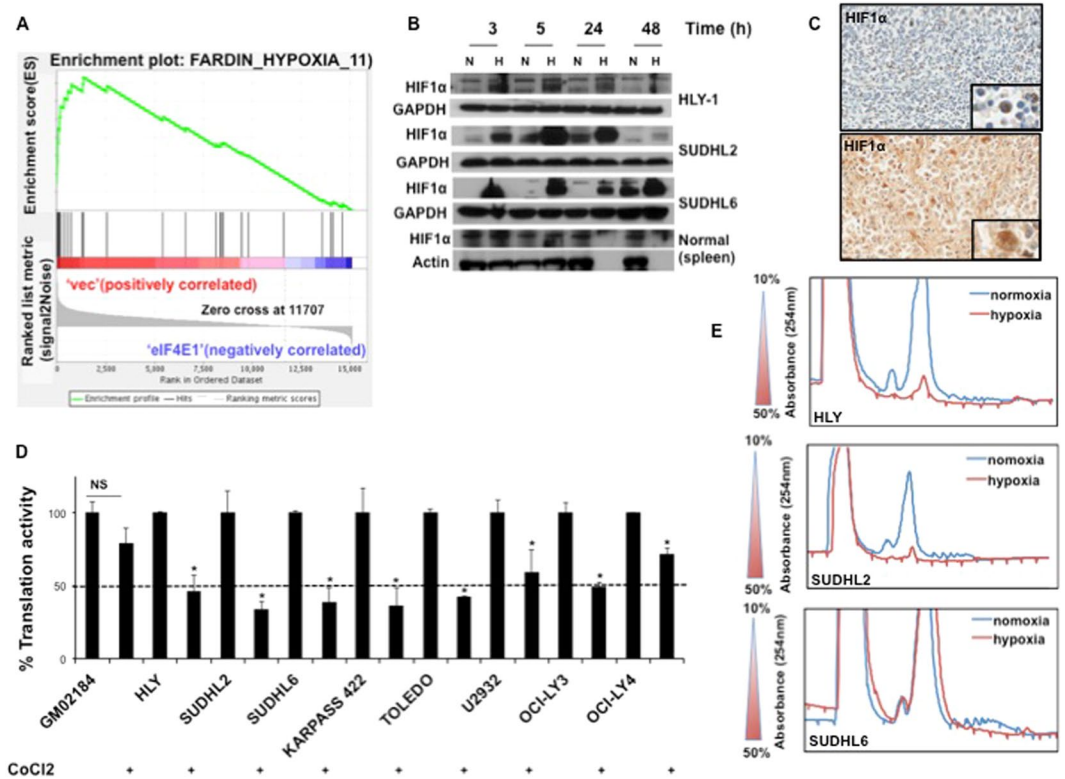 A
Enrichment plot: FARDIN_HYPOXIA_11)
Enrichment score(ES)
Ranked list metric
(signal2Noise)
'vec'(positively correlated)
Zero cross at 11707
'eIF4E1'(negatively correlated)
0 2,500 5,000 7,500 10,000 12,500 15,000
Rank in Ordered Dataset
Enrichment profile Hits Ranking metric scores
B
3 5 24 48 Time (h)
N H N H N H N H
HIF1α
GAPDH
HLY-1
HIF1α
GAPDH
SUDHL2
HIF1α
GAPDH
SUDHL6
HIF1α
Actin
Normal
(spleen)
C
HIF1α
HIF1α
D
% Translation activity
100
50
0
NS
*
*
*
*
*
*
*
*
GM02184
HLY
SUDHL2
SUDHL6
KARPASS 422
TOLEDO
U2932
OCI-LY3
OCI-LY4
CoCl2 + + + + + + + + +
E
10%
50%
Absorbance (254nm)
normoxia
hypoxia
HLY
10%
50%
Absorbance (254nm)
nomoxia
hypoxia
SUDHL2
10%
50%
Absorbance (254nm)
nomoxia
hypoxia
SUDHL6